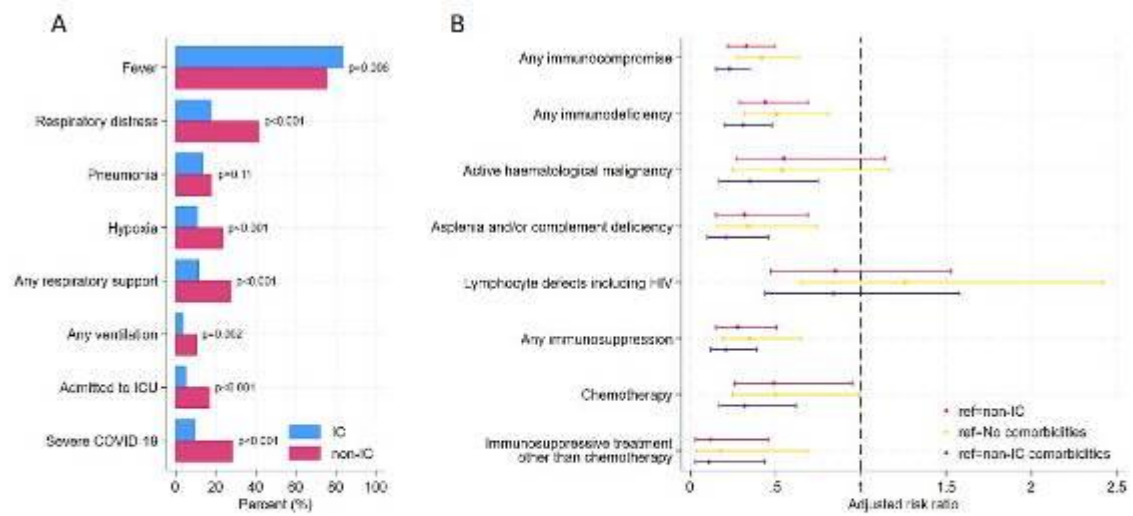 A
Fever
p=0.306
Respiratory distress
p<0.001
Pneumonia
p=0.11
Hypoxia
p<0.001
Any respiratory support
p<0.001
Any ventilation
Admitted to ICU
p<0.001
Severe COVID-19
p<0.001
IC
non-IC
0 20 40 60 80 100
Percent (%)
B
Any immunocompromise
Any immunodeficiency
Active haematological malignancy
Asplenia and/or complement deficiency
Lymphocyte defects including HIV
Any immunosuppression
Chemotherapy
Immunosuppressive treatment
other than chemotherapy
ref=non-IC
ref=No comorbidities
ref=non-IC comorbidities
0 .5 1 1.5 2 2.5
Adjusted risk ratio